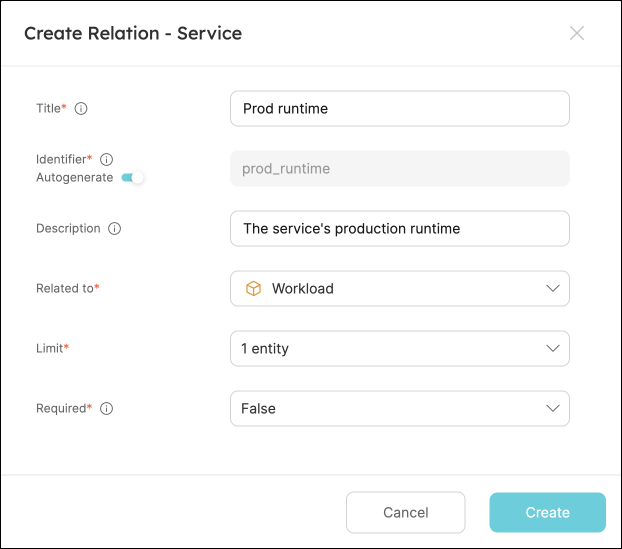 Create Relation - Service
Title*
Prod runtime
Identifier*
Autogenerate
prod_runtime
Description
The service's production runtime
Related to*
Workload
Limit*
1 entity
Required*
False
Cancel
Create